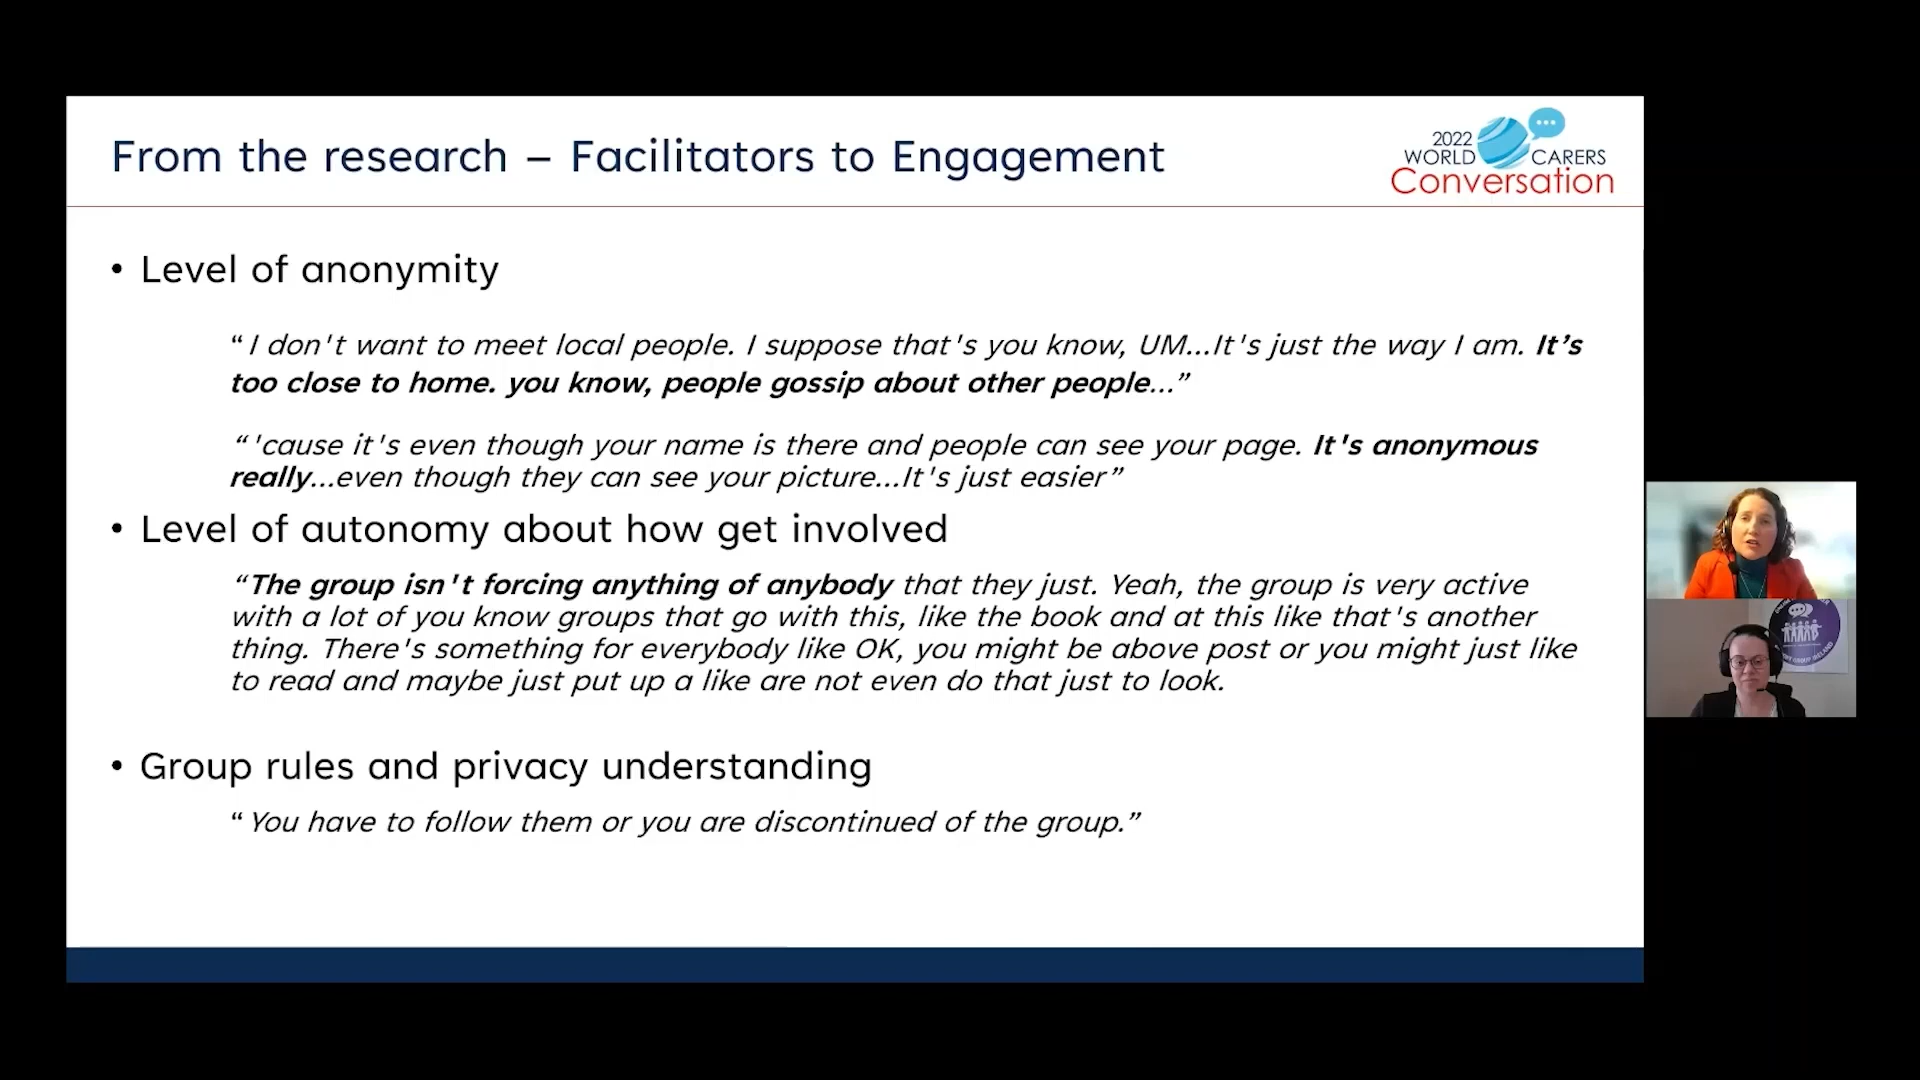 From the research – Facilitators to Engagement
2022
WORLD CARERS
Conversation
• Level of anonymity
“ I don't want to meet local people. I suppose that's you know, UM...It's just the way I am. It’s
too close to home. you know, people gossip about other people...”
“ 'cause it's even though your name is there and people can see your page. It's anonymous
really...even though they can see your picture...It's just easier”
• Level of autonomy about how get involved
“The group isn't forcing anything of anybody that they just. Yeah, the group is very active
with a lot of you know groups that go with this, like the book and at this like that's another
thing. There's something for everybody like OK, you might be above post or you might just like
to read and maybe just put up a like are not even do that just to look.
• Group rules and privacy understanding
“ You have to follow them or you are discontinued of the group.”
GROUP IRELAND